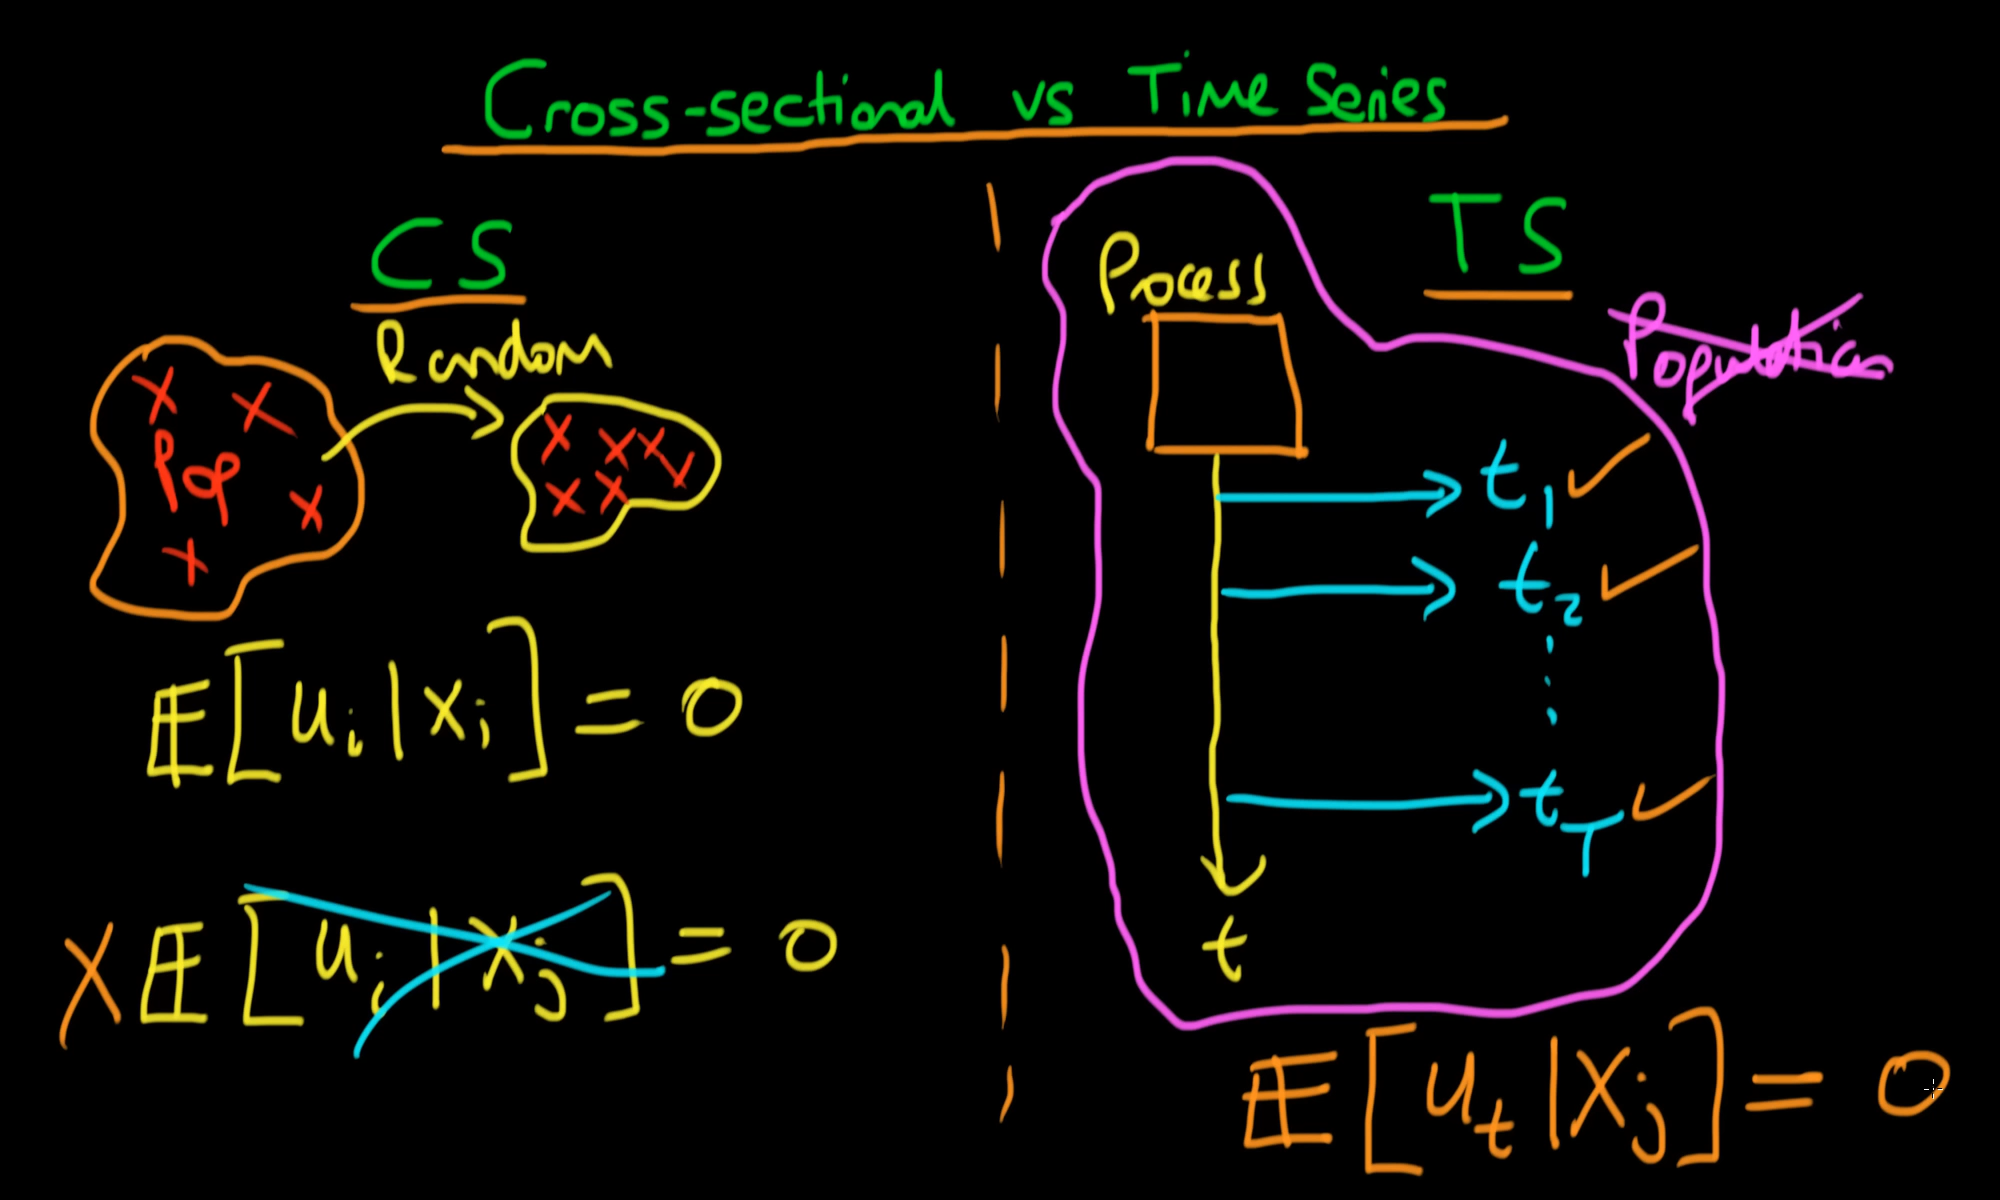 Cross-sectional vs Time Series
CS
Random
Pop
𝔼[uᵢ|xᵢ] = 0
X 𝔼[uᵢ|xⱼ] = 0
TS
Process
Population
t₁
t₂
t_T
t
𝔼[uₜ|Xⱼ] = 0